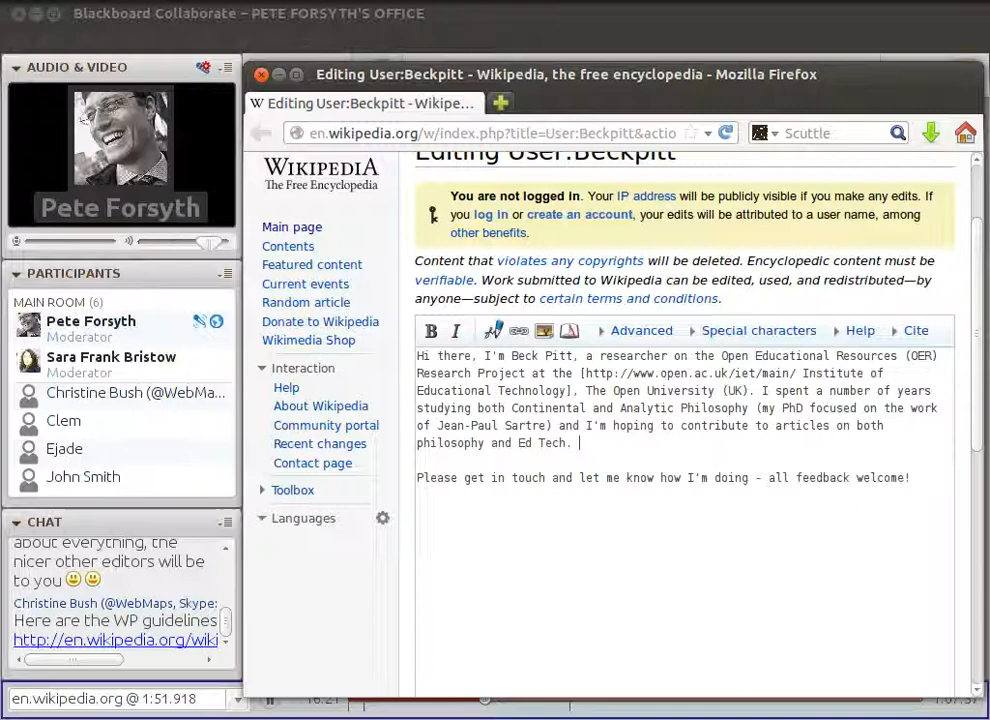 Blackboard Collaborate – PETE FORSYTH'S OFFICE
AUDIO & VIDEO
Pete Forsyth
PARTICIPANTS
MAIN ROOM (6)
Pete Forsyth
Moderator
Sara Frank Bristow
Moderator
Christine Bush (@WebMa...
Clem
Ejade
John Smith
CHAT
about everything, the
nicer other editors will be
to you
Christine Bush (@WebMaps, Skype:
Here are the WP guidelines
http://en.wikipedia.org/wiki
en.wikipedia.org @ 1:51.918
Editing User:Beckpitt - Wikipedia, the free encyclopedia - Mozilla Firefox
W Editing User:Beckpitt - Wikipe...
en.wikipedia.org/w/index.php?title=User:Beckpitt&actio
Scuttle
WIKIPEDIA
The Free Encyclopedia
Main page
Contents
Featured content
Current events
Random article
Donate to Wikipedia
Wikimedia Shop
Interaction
Help
About Wikipedia
Community portal
Recent changes
Contact page
Toolbox
Languages
Editing User:Beckpitt
You are not logged in. Your IP address will be publicly visible if you make any edits. If
you log in or create an account, your edits will be attributed to a user name, among
other benefits.
Content that violates any copyrights will be deleted. Encyclopedic content must be
verifiable. Work submitted to Wikipedia can be edited, used, and redistributed—by
anyone—subject to certain terms and conditions.
B I Advanced Special characters Help Cite
Hi there, I'm Beck Pitt, a researcher on the Open Educational Resources (OER)
Research Project at the [http://www.open.ac.uk/iet/main/ Institute of
Educational Technology], The Open University (UK). I spent a number of years
studying both Continental and Analytic Philosophy (my PhD focused on the work
of Jean-Paul Sartre) and I'm hoping to contribute to articles on both
philosophy and Ed Tech.
Please get in touch and let me know how I'm doing - all feedback welcome!